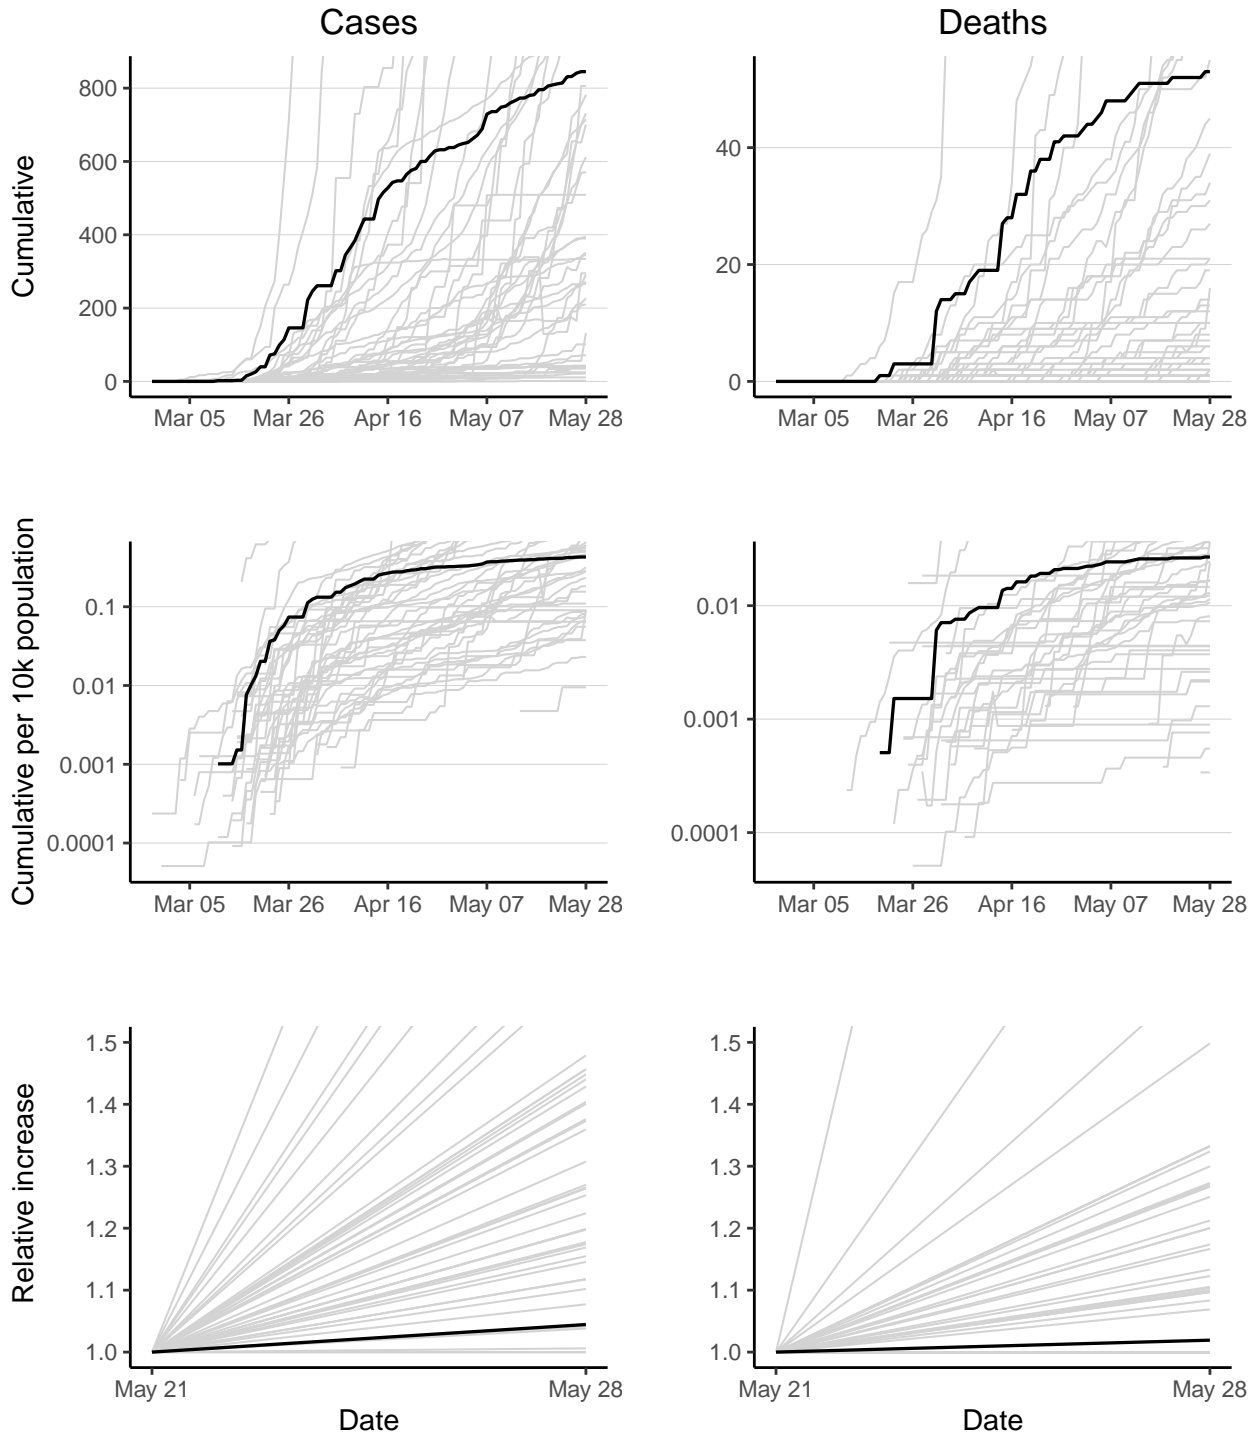 Cases
Deaths
Cumulative
800
600
400
200
0
Mar 05 Mar 26 Apr 16 May 07 May 28
40
20
0
Mar 05 Mar 26 Apr 16 May 07 May 28
Cumulative per 10k population
0.1
0.01
0.001
0.0001
Mar 05 Mar 26 Apr 16 May 07 May 28
0.01
0.001
0.0001
Mar 05 Mar 26 Apr 16 May 07 May 28
Relative increase
1.5
1.4
1.3
1.2
1.1
1.0
May 21 May 28
Date
1.5
1.4
1.3
1.2
1.1
1.0
May 21 May 28
Date